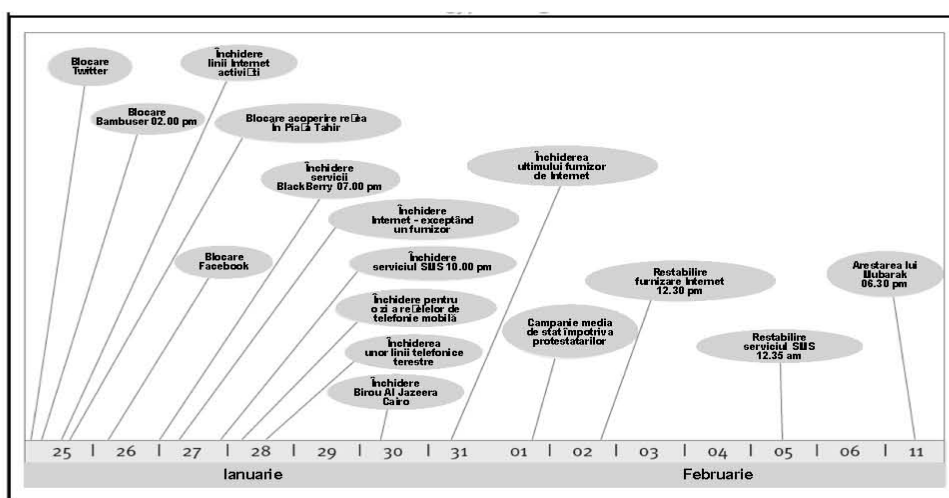 Blocare
Twitter
Închidere
linii Internet
activi□ti
Blocare
Bambuser 02.00 pm
Blocare acoperire re□ea
în Pia□ă Tahir
Închidere
servicii
BlackBerry 07.00 pm
Închiderea
ultimului furnizor
de Internet
Închidere
Internet - exceptând
un furnizor
Blocare
Facebook
Închidere
serviciul SMS 10.00 pm
Restabilire
furnizare Internet
12.30 pm
Arestarea lui
Mubarak
06.30 pm
Închidere pentru
o zi a re□elelor de
telefonie mobilă
Campanie media
de stat împotriva
protestatarilor
Închiderea
unor linii telefonice
terestre
Restabilire
serviciul SMS
12.35 am
Închidere
Birou Al Jazeera
Cairo
25 | 26 | 27 | 28 | 29 | 30 | 31 | 01 | 02 | 03 | 04 | 05 | 06 | 11
Ianuarie Februarie